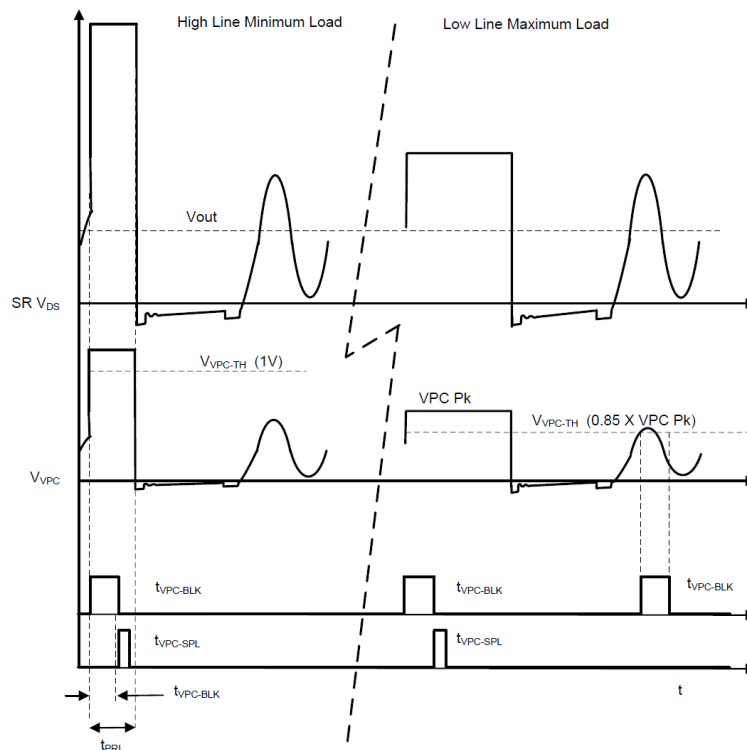 High Line Minimum Load
Low Line Maximum Load
Vout
SR VDS
VVPC-TH (1V)
VPC Pk
VVPC-TH (0.85 X VPC Pk)
VVPC
tVPC-BLK
tVPC-BLK
tVPC-BLK
tVPC-SPL
tVPC-SPL
tVPC-BLK
t
tPRI